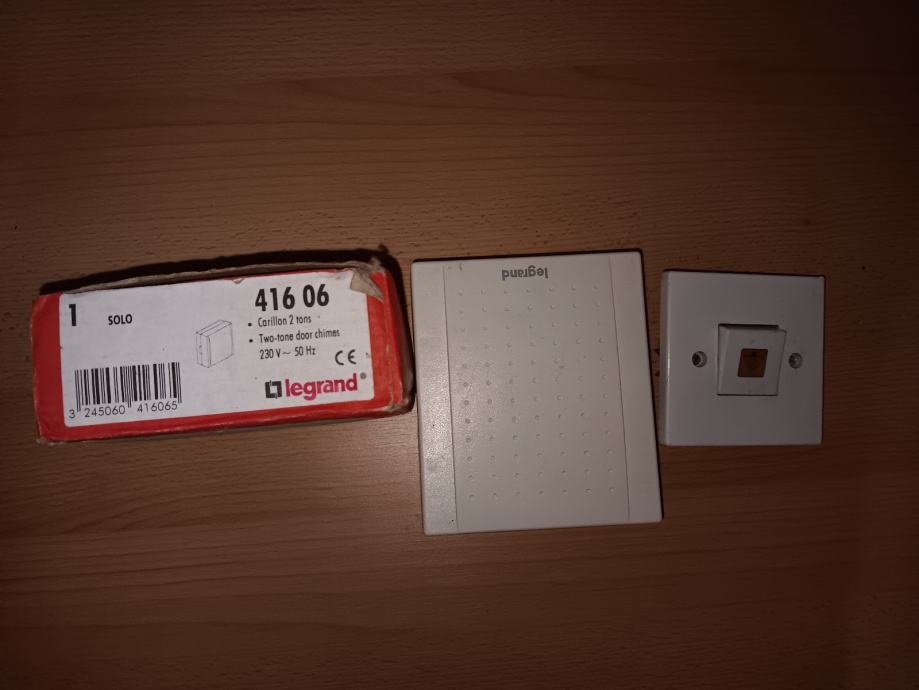 1
SOLO
416 06
• Carillon 2 tons
• Two-tone door chimes
230 V ~ 50 Hz
CE
legrand®
3 245060 416065
legrand